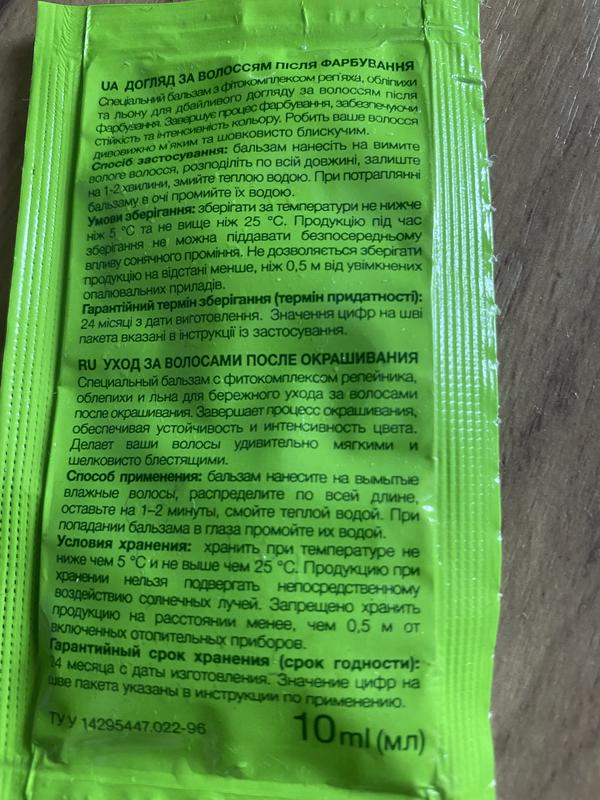 UA ДОГЛЯД ЗА ВОЛОССЯМ ПІСЛЯ ФАРБУВАННЯ
Спеціальний бальзам з фітокомплексом реп'яха, обліпихи
та льону для дбайливого догляду за волоссям після
фарбування. Завершує процес фарбування, забезпечуючи
стійкість та інтенсивність кольору. Робить ваше волосся
дивовижно м'яким та шовковисто блискучим.
Спосіб застосування: бальзам нанесіть на вимите
вологе волосся, розподіліть по всій довжині, залиште
на 1-2 хвилини, змийте теплою водою. При потраплянні
бальзаму в очі промийте їх водою.
Умови зберігання: зберігати за температури не нижче
ніж 5 °C та не вище ніж 25 °C. Продукцію під час
зберігання не можна піддавати безпосередньому
впливу сонячного проміння. Не дозволяється зберігати
продукцію на відстані менше, ніж 0,5 м від увімкнених
опалювальних приладів.
Гарантійний термін зберігання (термін придатності):
24 місяці з дати виготовлення. Значення цифр на шві
пакета вказані в інструкції із застосування.
RU УХОД ЗА ВОЛОСАМИ ПОСЛЕ ОКРАШИВАНИЯ
Специальный бальзам с фитокомплексом репейника,
облепихи и льна для бережного ухода за волосами
после окрашивания. Завершает процесс окрашивания,
обеспечивая устойчивость и интенсивность цвета.
Делает ваши волосы удивительно мягкими и
шелковисто блестящими.
Способ применения: бальзам нанесите на вымытые
влажные волосы, распределите по всей длине,
оставьте на 1–2 минуты, смойте теплой водой. При
попадании бальзама в глаза промойте их водой.
Условия хранения: хранить при температуре не
ниже чем 5 °C и не выше чем 25 °C. Продукцию при
хранении нельзя подвергать непосредственному
воздействию солнечных лучей. Запрещено хранить
продукцию на расстоянии менее, чем 0,5 м от
включенных отопительных приборов.
Гарантийный срок хранения (срок годности):
24 месяца с даты изготовления. Значение цифр на
шве пакета указаны в инструкции по применению.
ТУ У 14295447.022-96 10 ml (мл)